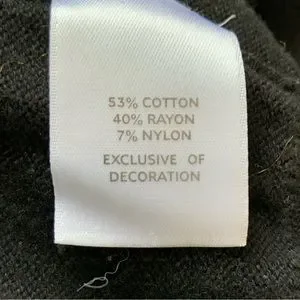 53% COTTON
40% RAYON
7% NYLON
EXCLUSIVE OF
DECORATION